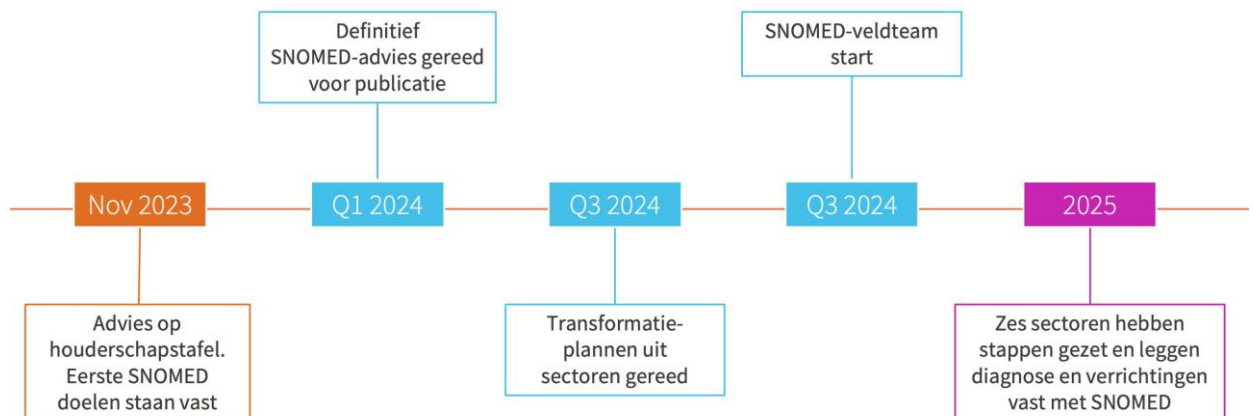 Definitief
SNOMED-advies gereed
voor publicatie
SNOMED-veldteam
start
Nov 2023
Q1 2024
Q3 2024
Q3 2024
2025
Advies op
houderschapstafel.
Eerste SNOMED
doelen staan vast
Transformatie-
plannen uit
sectoren gereed
Zes sectoren hebben
stappen gezet en leggen
diagnose en verrichtingen
vast met SNOMED